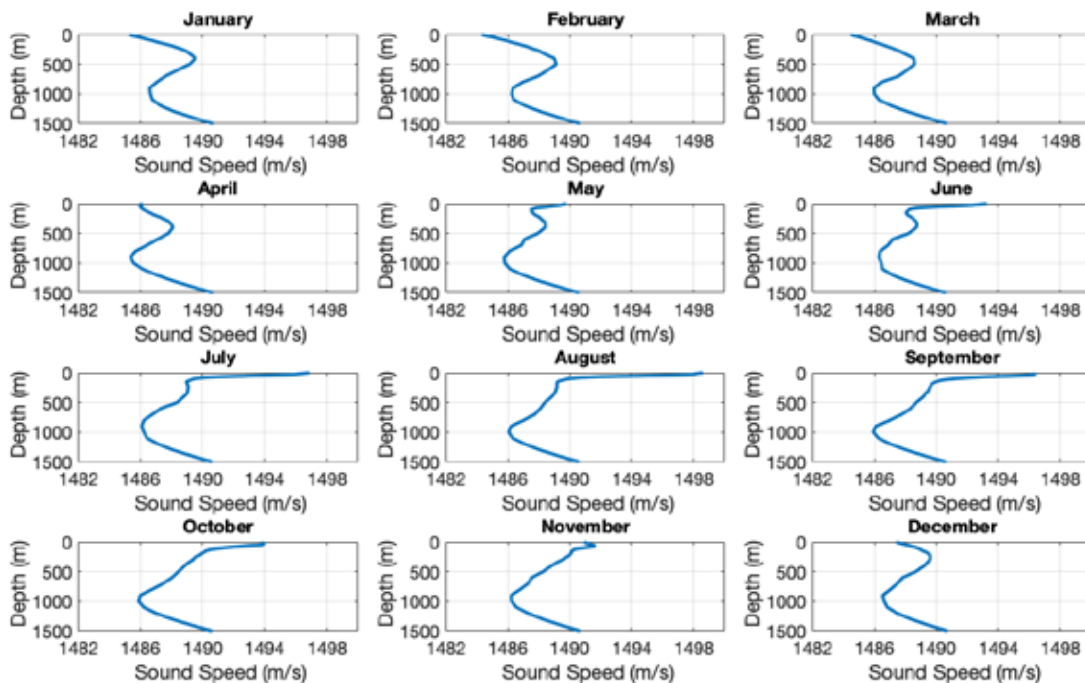 January
0
500
1000
1500
1482 1486 1490 1494 1498
Depth (m)
Sound Speed (m/s)
February
0
500
1000
1500
1482 1486 1490 1494 1498
Depth (m)
Sound Speed (m/s)
March
0
500
1000
1500
1482 1486 1490 1494 1498
Depth (m)
Sound Speed (m/s)
April
0
500
1000
1500
1482 1486 1490 1494 1498
Depth (m)
Sound Speed (m/s)
May
0
500
1000
1500
1482 1486 1490 1494 1498
Depth (m)
Sound Speed (m/s)
June
0
500
1000
1500
1482 1486 1490 1494 1498
Depth (m)
Sound Speed (m/s)
July
0
500
1000
1500
1482 1486 1490 1494 1498
Depth (m)
Sound Speed (m/s)
August
0
500
1000
1500
1482 1486 1490 1494 1498
Depth (m)
Sound Speed (m/s)
September
0
500
1000
1500
1482 1486 1490 1494 1498
Depth (m)
Sound Speed (m/s)
October
0
500
1000
1500
1482 1486 1490 1494 1498
Depth (m)
Sound Speed (m/s)
November
0
500
1000
1500
1482 1486 1490 1494 1498
Depth (m)
Sound Speed (m/s)
December
0
500
1000
1500
1482 1486 1490 1494 1498
Depth (m)
Sound Speed (m/s)